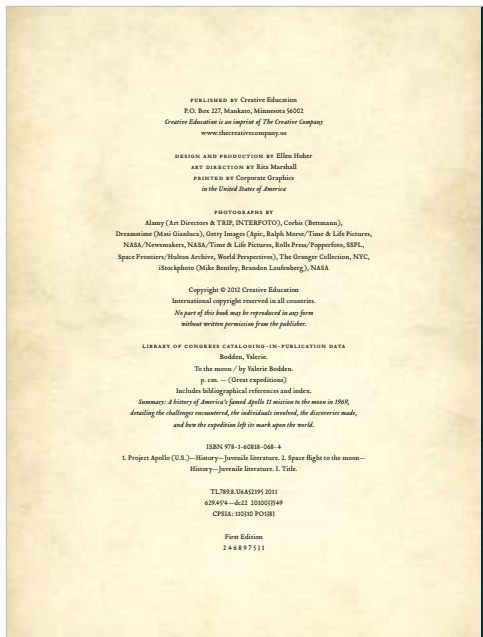 PUBLISHED BY Creative Education
P.O. Box 227, Mankato, Minnesota 56002
Creative Education is an imprint of The Creative Company
www.thecreativecompany.us
DESIGN AND PRODUCTION BY Ellen Huber
ART DIRECTION BY Rita Marshall
PRINTED BY Corporate Graphics
in the United States of America
PHOTOGRAPHS BY
Alamy (Art Directors & TRIP, INTERFOTO), Corbis (Bettmann),
Dreamstime (Masi Gianluca), Getty Images (Apic, Ralph Morse/Time & Life Pictures,
NASA/Newsmakers, NASA/Time & Life Pictures, Rolls Press/Popperfoto, SSPL,
Space Frontiers/Hulton Archive, World Perspectives), The Granger Collection, NYC,
iStockphoto (Mike Bentley, Brandon Laufenberg), NASA
Copyright © 2012 Creative Education
International copyright reserved in all countries.
No part of this book may be reproduced in any form
without written permission from the publisher.
LIBRARY OF CONGRESS CATALOGING-IN-PUBLICATION DATA
Bodden, Valerie.
To the moon / by Valerie Bodden.
p. cm. — (Great expeditions)
Includes bibliographical references and index.
Summary: A history of America's famed Apollo 11 mission to the moon in 1969,
detailing the challenges encountered, the individuals involved, the discoveries made,
and how the expedition left its mark upon the world.
ISBN 978-1-60818-068-4
1. Project Apollo (U.S.)—History—Juvenile literature. 2. Space flight to the moon—
History—Juvenile literature. I. Title.
TL789.8.U6A52195 2011
629.45'4—dc22 2010033549
CPSIA: 110310 PO1383
First Edition
2 4 6 8 9 7 5 3 1